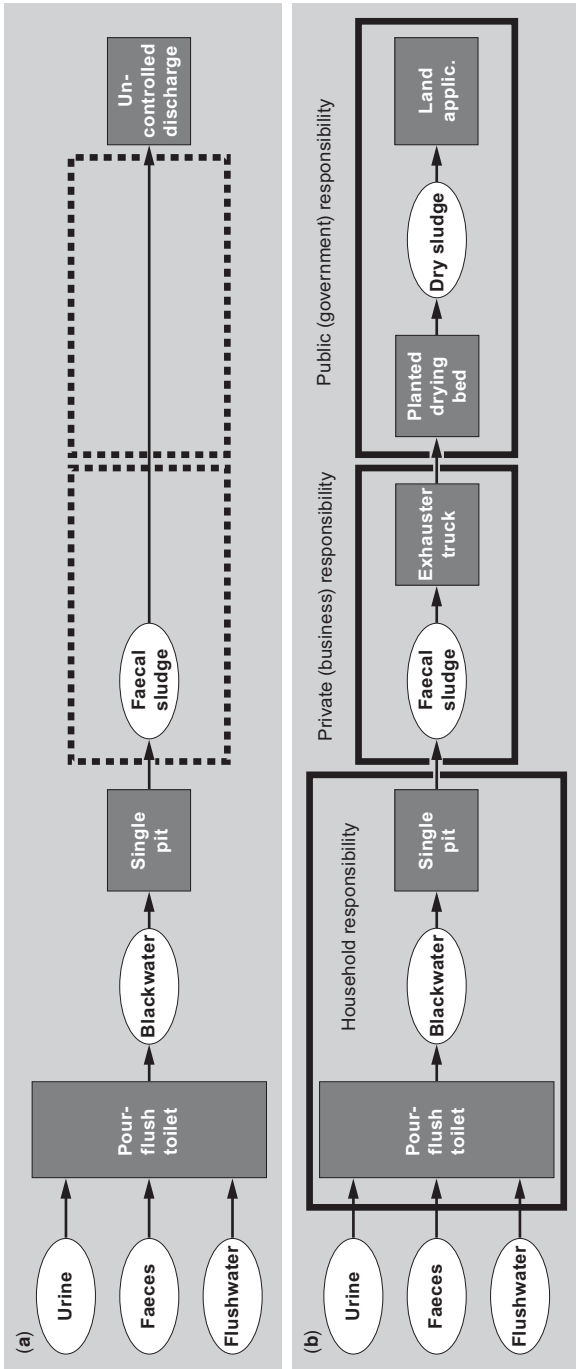 (a)
Urine
Faeces
Flushwater
Pour-
flush
toilet
Blackwater
Single
pit
Faecal
sludge
Un-
controlled
discharge
(b)
Urine
Faeces
Flushwater
Household responsibility
Pour-
flush
toilet
Blackwater
Single
pit
Private (business) responsibility
Faecal
sludge
Exhauster
truck
Public (government) responsibility
Planted
drying
bed
Dry sludge
Land
applic.